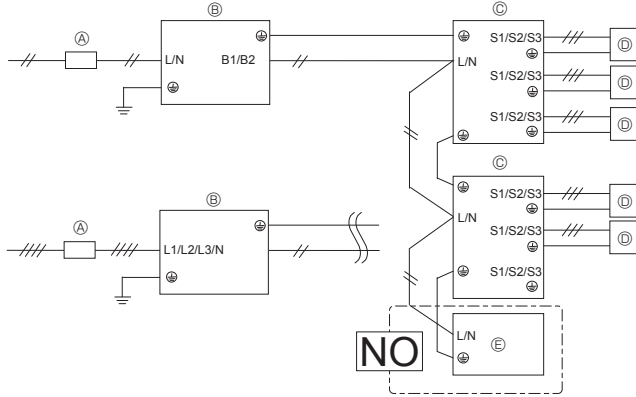 Ⓐ
Ⓑ
L/N
B1/B2
Ⓒ
L/N
S1/S2/S3
Ⓓ
S1/S2/S3
Ⓓ
S1/S2/S3
Ⓓ
Ⓐ
Ⓑ
L1/L2/L3/N
Ⓒ
L/N
S1/S2/S3
Ⓓ
S1/S2/S3
Ⓓ
S1/S2/S3
NO
L/N
Ⓔ